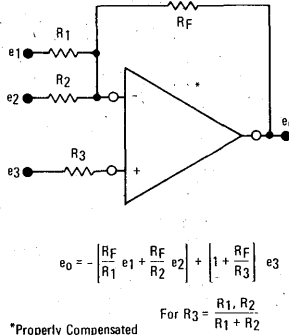 RF
R1
e1
*
R2
e2
-
R3
e3
+
eo = - [RF/R1 e1 + RF/R2 e2] + [1 + RF/R3] e3
*Properly Compensated
For R3 = R1, R2 / R1 + R2